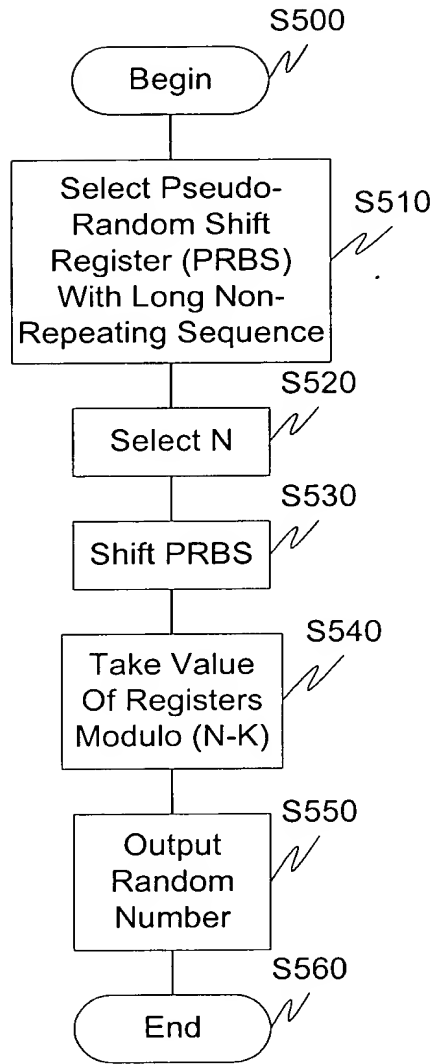 S500
Begin
Select Pseudo-
Random Shift
Register (PRBS)
With Long Non-
Repeating Sequence
S510
S520
Select N
S530
Shift PRBS
S540
Take Value
Of Registers
Modulo (N-K)
S550
Output
Random
Number
S560
End